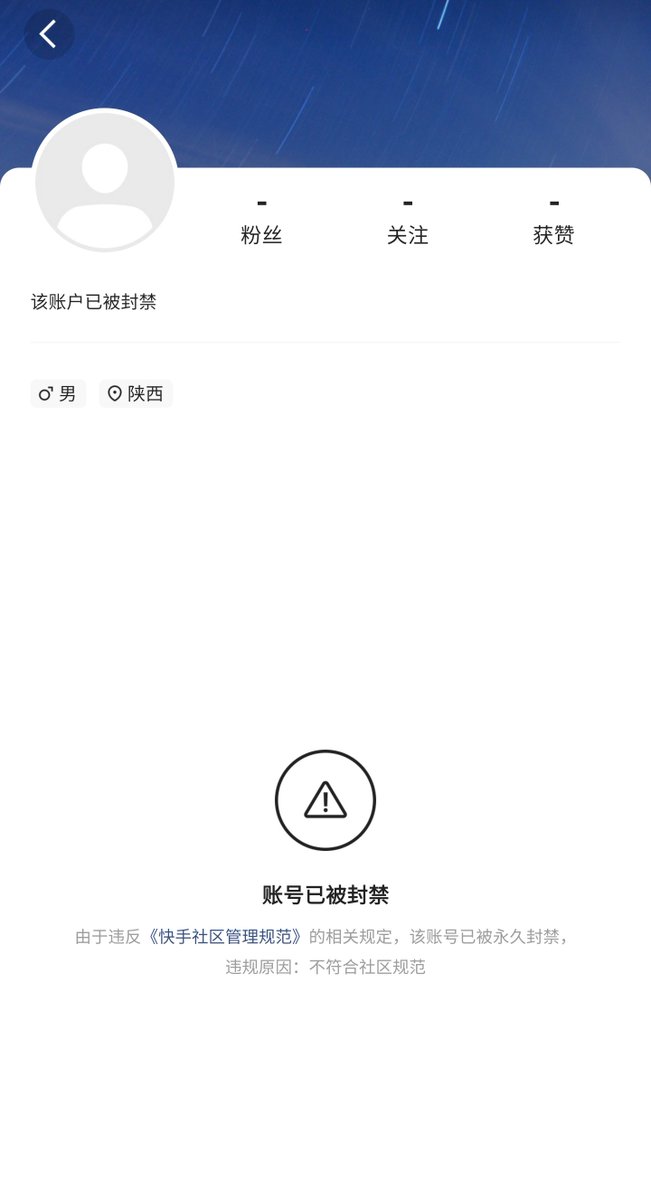 - - -
粉丝 关注 获赞
该账户已被封禁
男 陕西
账号已被封禁
由于违反《快手社区管理规范》的相关规定，该账号已被永久封禁，
违规原因：不符合社区规范